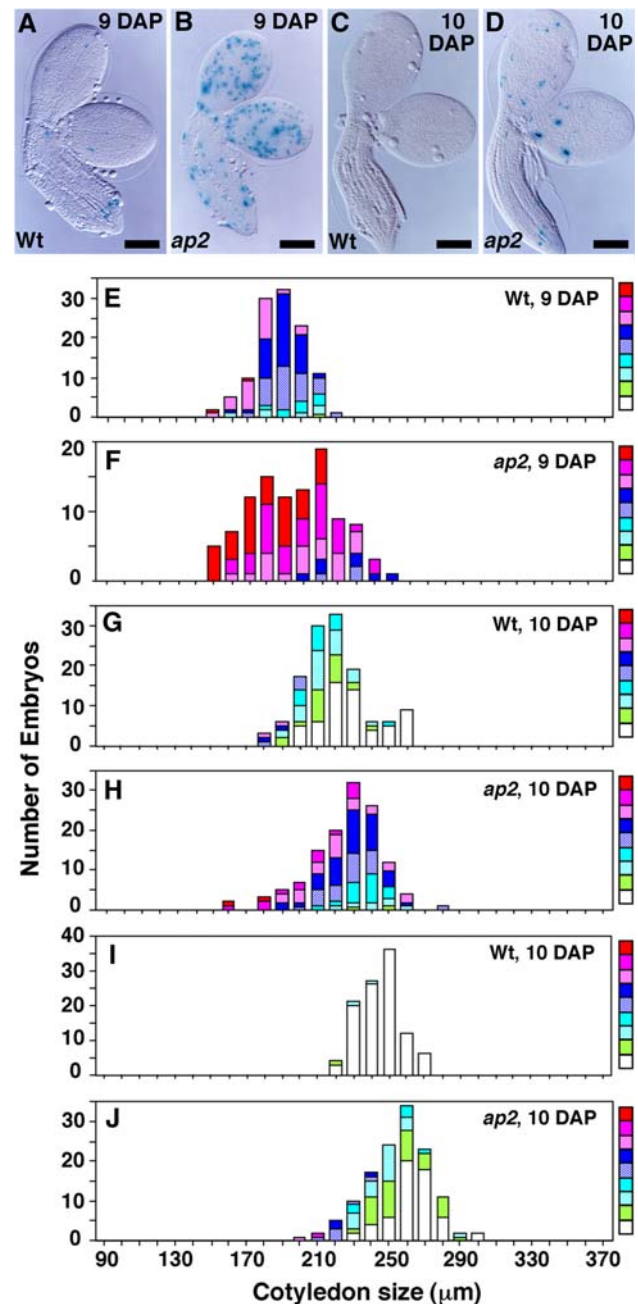 A 9 DAP B 9 DAP C 10 DAP D 10 DAP
Wt ap2 Wt ap2
Number of Embryos
E Wt, 9 DAP
30
20
10
0
F ap2, 9 DAP
20
10
0
G Wt, 10 DAP
30
20
10
0
H ap2, 10 DAP
30
20
10
0
I Wt, 10 DAP
40
30
20
10
0
J ap2, 10 DAP
30
20
10
0
90 130 170 210 250 290 330 370
Cotyledon size (μm)